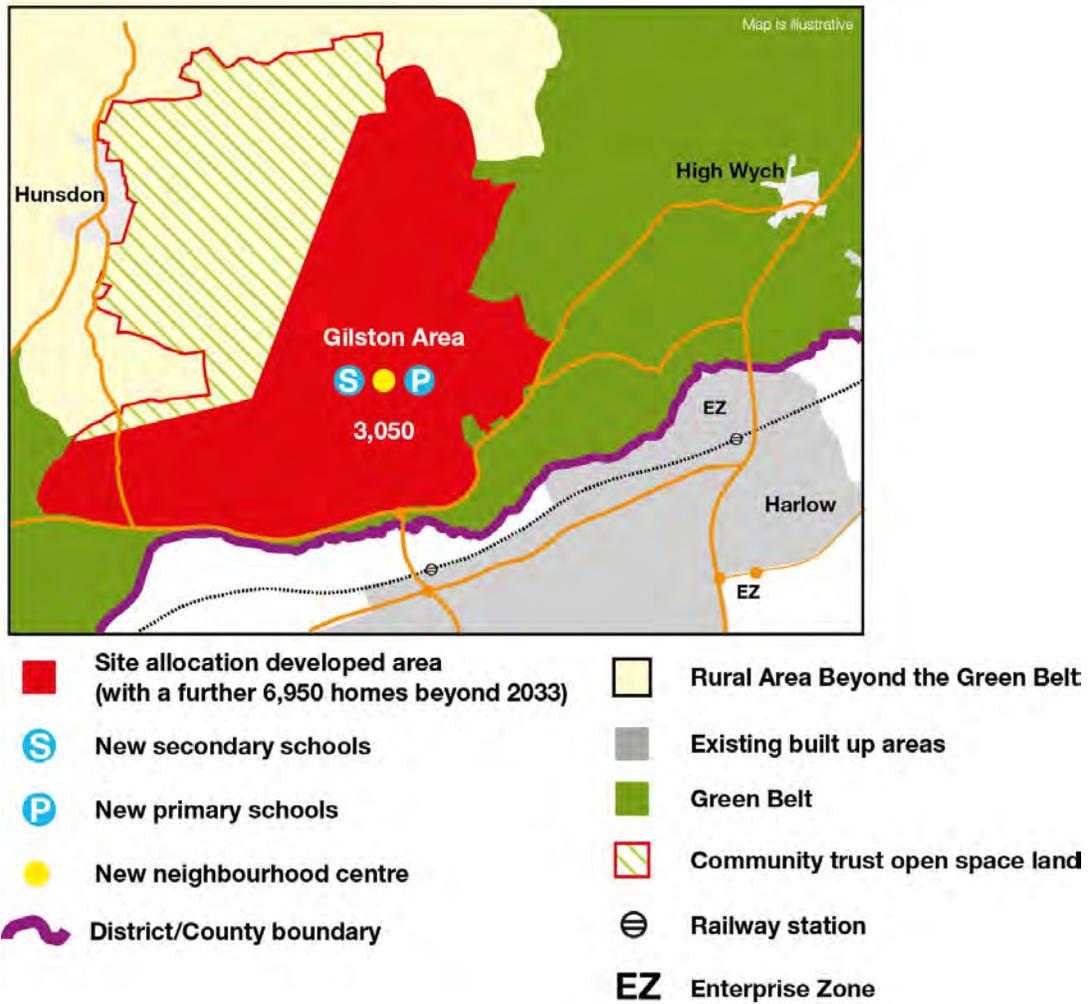 Map is illustrative
High Wych
Hunsdon
Gilston Area
S P
3,050
EZ
Harlow
EZ
Site allocation developed area
(with a further 6,950 homes beyond 2033)
S New secondary schools
P New primary schools
New neighbourhood centre
District/County boundary
Rural Area Beyond the Green Belt
Existing built up areas
Green Belt
Community trust open space land
Railway station
EZ Enterprise Zone